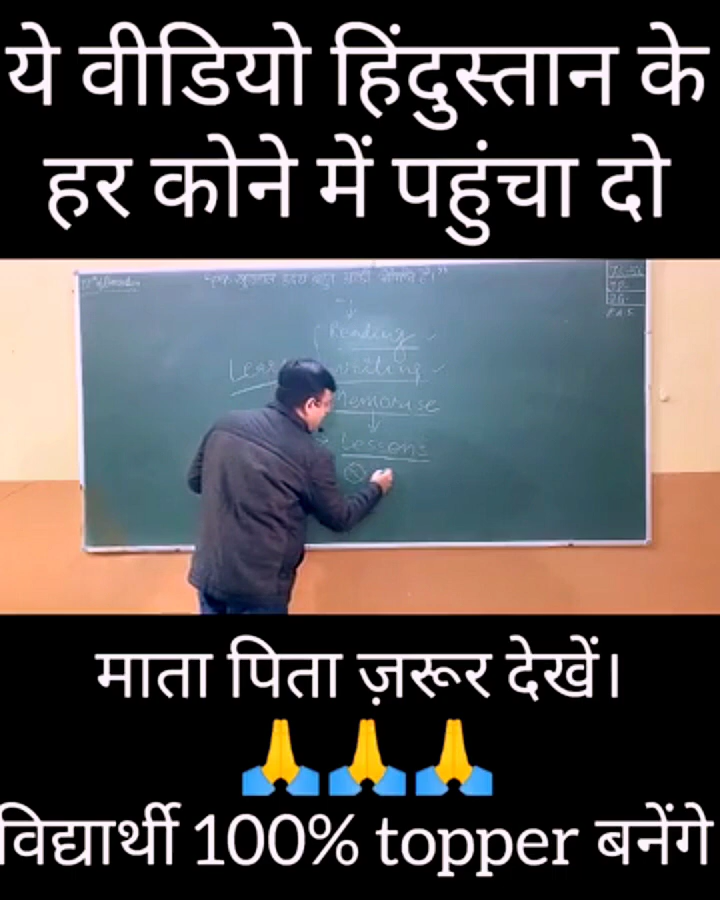 ये वीडियो हिंदुस्तान के
हर कोने में पहुंचा दो
Reading
writing
Memorise
Lessons
माता पिता ज़रूर देखें।
🙏🙏🙏
विद्यार्थी 100% topper बनेंगे